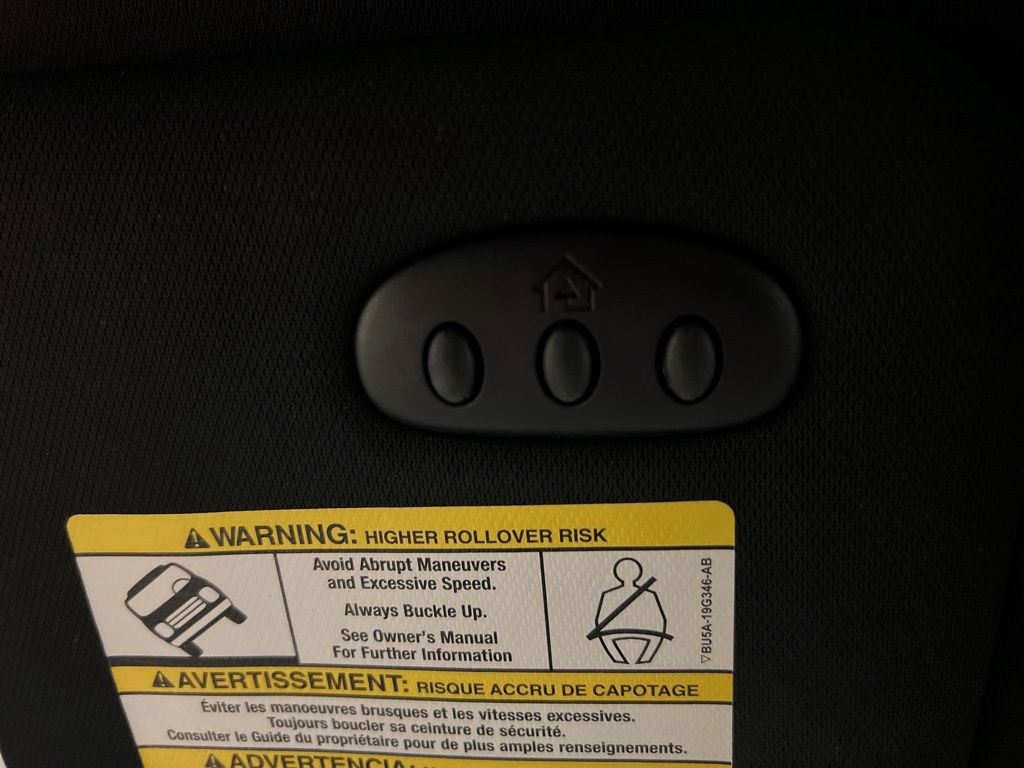 WARNING: HIGHER ROLLOVER RISK
Avoid Abrupt Maneuvers
and Excessive Speed.
Always Buckle Up.
See Owner's Manual
For Further Information
▽BU5A-19G346-AB
AVERTISSEMENT: RISQUE ACCRU DE CAPOTAGE
Éviter les manoeuvres brusques et les vitesses excessives.
Toujours boucler sa ceinture de sécurité.
Consulter le Guide du propriétaire pour de plus amples renseignements.
ADVERTENCIA: